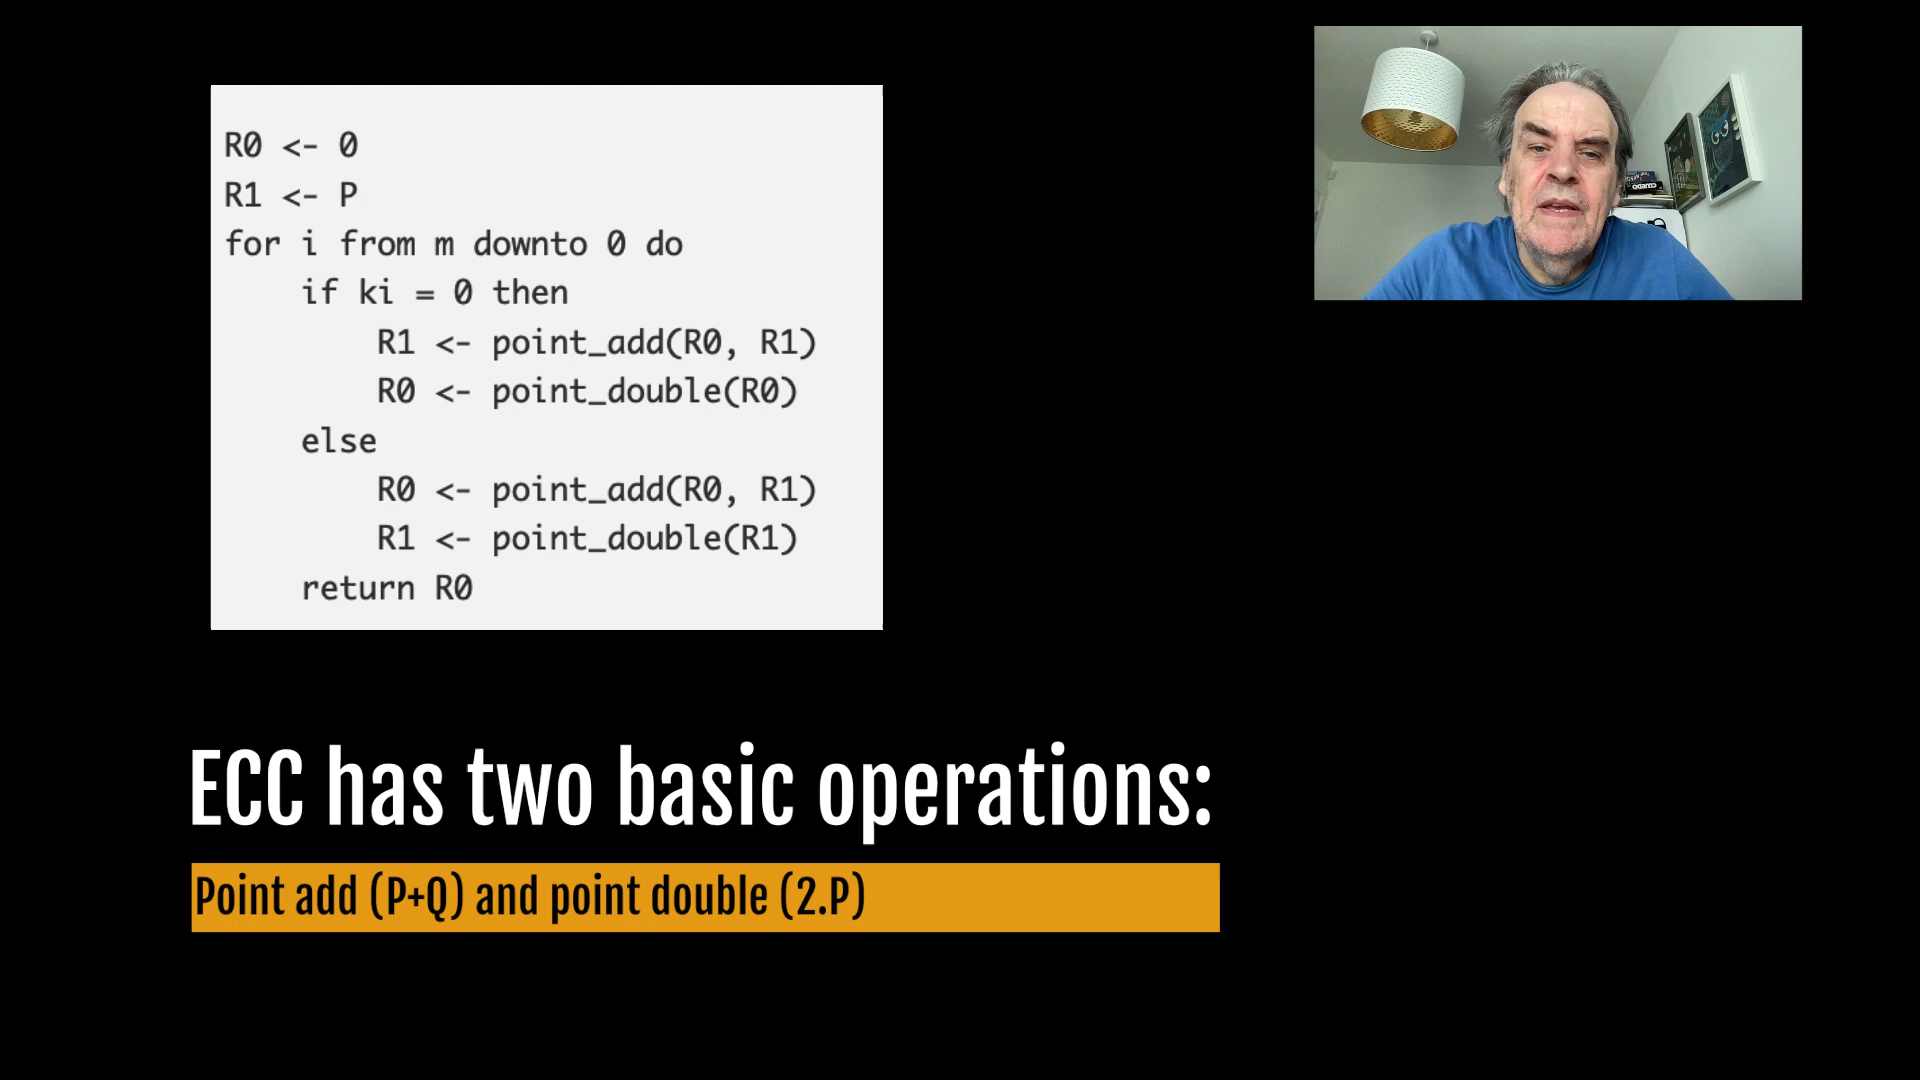 R0 <- 0
R1 <- P
for i from m downto 0 do
if ki = 0 then
R1 <- point_add(R0, R1)
R0 <- point_double(R0)
else
R0 <- point_add(R0, R1)
R1 <- point_double(R1)
return R0
CLUEDO
ECC has two basic operations:
Point add (P+Q) and point double (2.P)